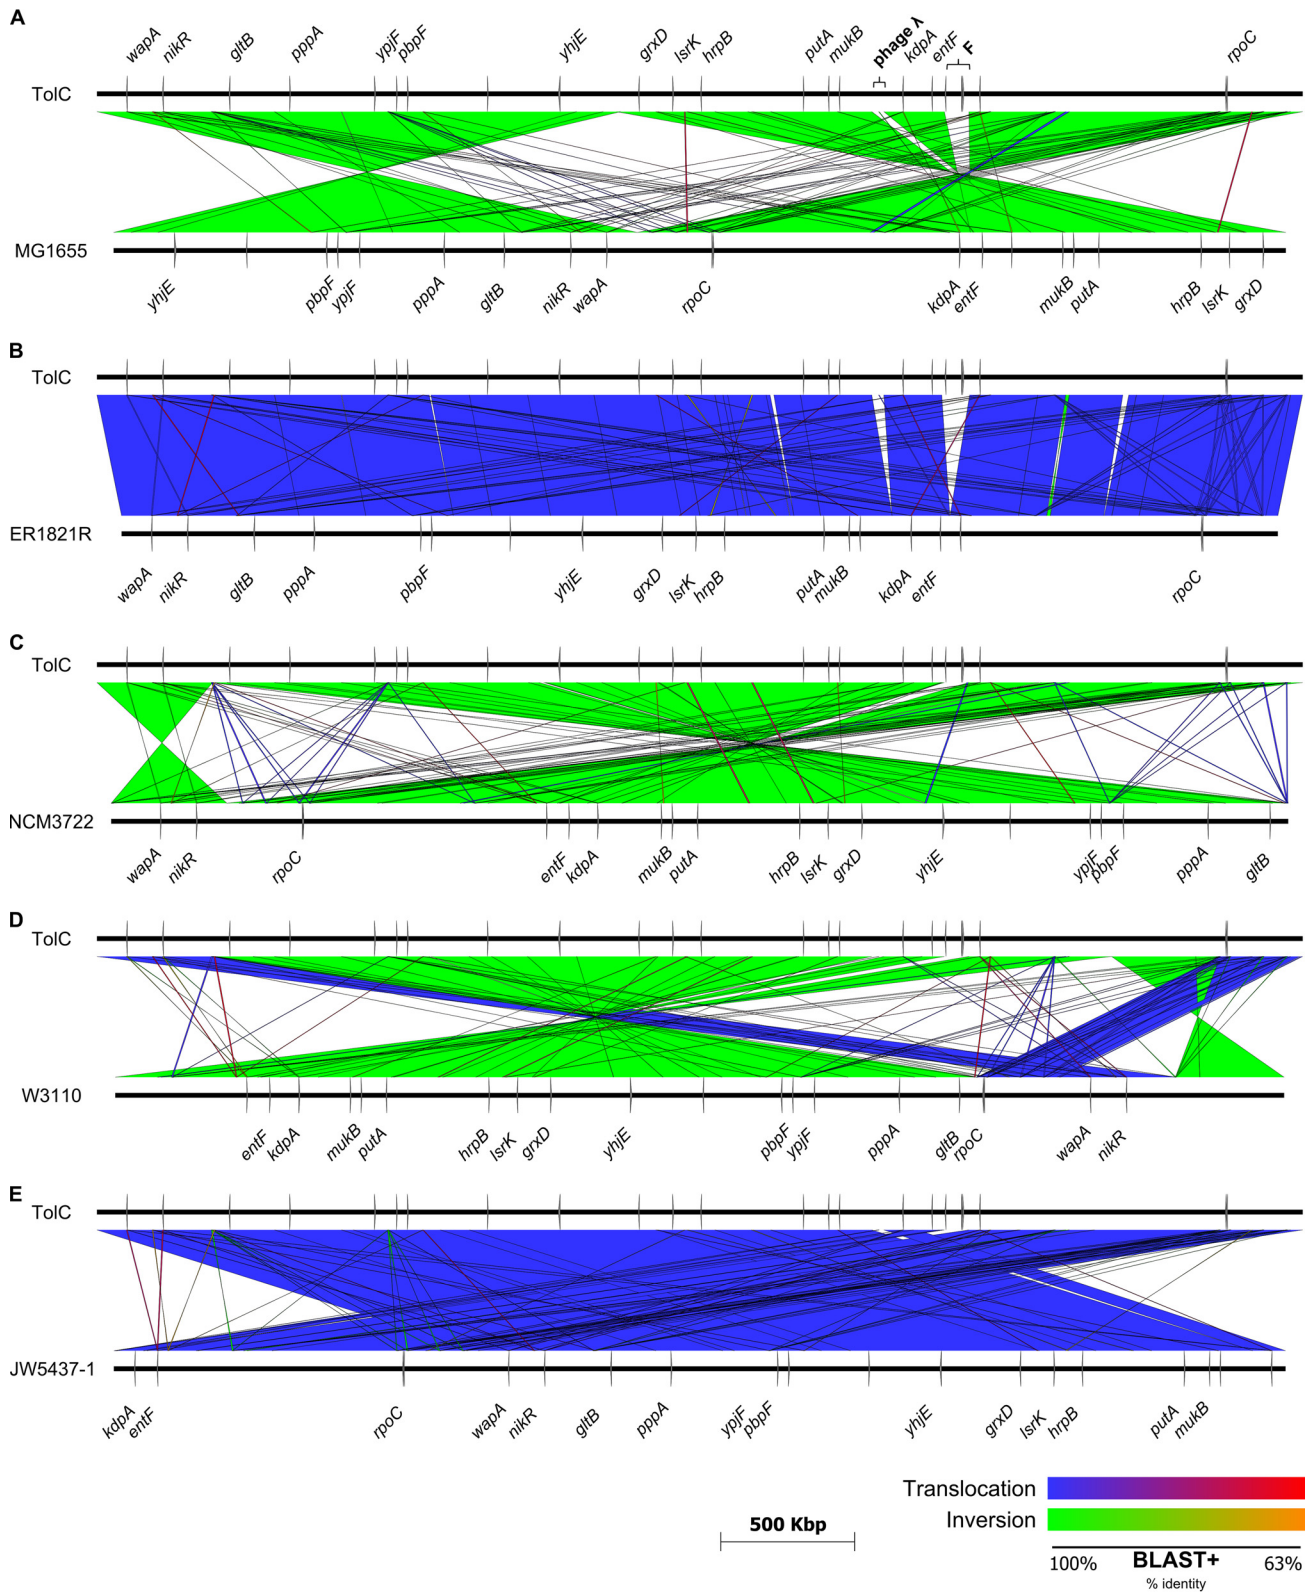 A
wapA nikR gltB pppA ypjF pbpF yhjE grxD lsrK hrpB putA mukB phage λ kdpA entF F rpoC
TolC
MG1655
yhjE pbpF ypjF pppA gltB nikR wapA rpoC kdpA entF mukB putA hrpB lsrK grxD
B
TolC
ER1821R
wapA nikR gltB pppA pbpF yhjE grxD lsrK hrpB putA mukB kdpA entF rpoC
C
TolC
NCM3722
wapA nikR rpoC entF kdpA mukB putA hrpB lsrK grxD yhjE ypjF pbpF pppA gltB
D
TolC
W3110
entF kdpA mukB putA hrpB lsrK grxD yhjE pbpF ypjF pppA gltB rpoC wapA nikR
E
TolC
JW5437-1
kdpA entF rpoC wapA nikR gltB pppA ypjF pbpF yhjE grxD lsrK hrpB putA mukB
Translocation
500 Kbp
Inversion
100% BLAST+ 63%
% identity